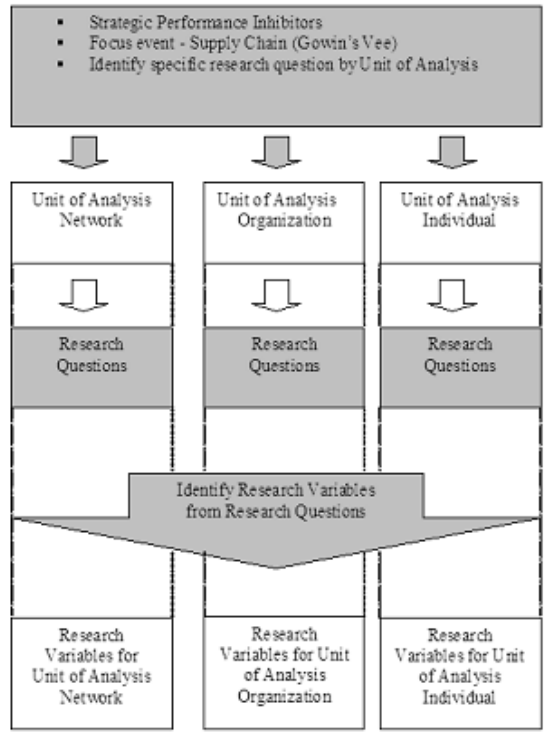 ▪ Strategic Performance Inhibitors
▪ Focus event - Supply Chain (Gowin's Vee)
▪ Identify specific research question by Unit of Analysis
Unit of Analysis
Network
Unit of Analysis
Organization
Unit of Analysis
Individual
Research
Questions
Research
Questions
Research
Questions
Identify Research Variables
from Research Questions
Research
Variables for
Unit of Analysis
Network
Research
Variables for Unit
of Analysis
Organization
Research
Variables for Unit
of Analysis
Individual